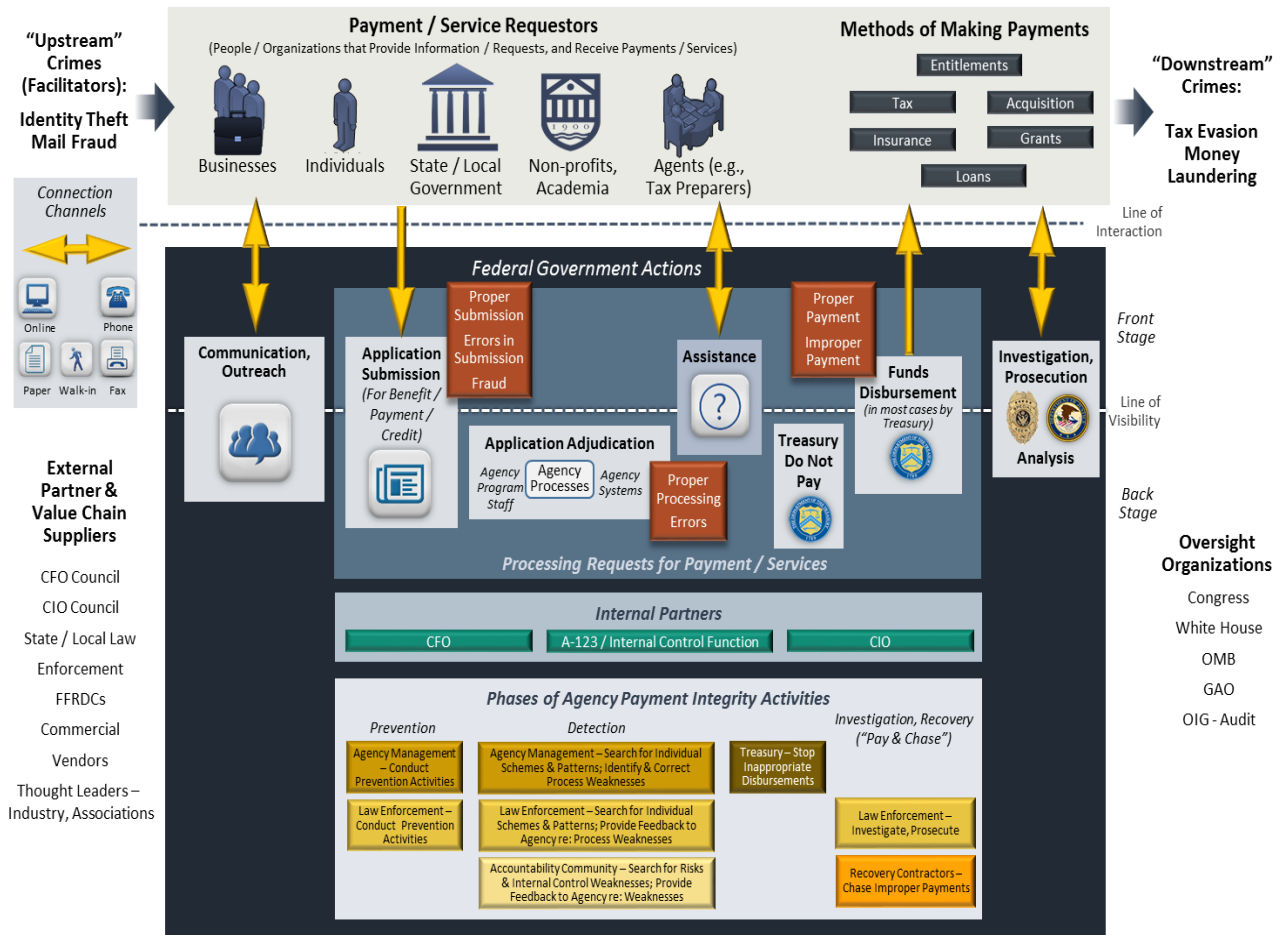 “Upstream”
Crimes
(Facilitators):
Identity Theft
Mail Fraud
Payment / Service Requestors
(People / Organizations that Provide Information / Requests, and Receive Payments / Services)
1900
Businesses
Individuals
State / Local
Government
Non-profits,
Academia
Agents (e.g.,
Tax Preparers)
Methods of Making Payments
Entitlements
Tax
Acquisition
Insurance
Grants
Loans
“Downstream”
Crimes:
Tax Evasion
Money
Laundering
Connection
Channels
Online
Phone
Paper
Walk-in
Fax
Line of
Interaction
Federal Government Actions
Front
Stage
Line of
Visibility
Back
Stage
Communication,
Outreach
Application
Submission
(For Benefit /
Payment /
Credit)
Proper
Submission
Errors in
Submission
Fraud
Assistance
?
Proper
Payment
Improper
Payment
Funds
Disbursement
(in most cases by
Treasury)
Investigation,
Prosecution
Analysis
Application Adjudication
Agency
Program
Staff
Agency
Processes
Agency
Systems
Proper
Processing
Errors
Treasury
Do Not
Pay
Processing Requests for Payment / Services
Internal Partners
CFO
A-123 / Internal Control Function
CIO
Phases of Agency Payment Integrity Activities
Prevention
Detection
Investigation, Recovery
(“Pay & Chase”)
Agency Management
– Conduct
Prevention Activities
Agency Management – Search for Individual
Schemes & Patterns; Identify & Correct
Process Weaknesses
Treasury – Stop
Inappropriate
Disbursements
Law Enforcement –
Conduct Prevention
Activities
Law Enforcement – Search for Individual
Schemes & Patterns; Provide Feedback to
Agency re: Process Weaknesses
Law Enforcement –
Investigate, Prosecute
Accountability Community – Search for Risks
& Internal Control Weaknesses; Provide
Feedback to Agency re: Weaknesses
Recovery Contractors –
Chase Improper Payments
External
Partner &
Value Chain
Suppliers
CFO Council
CIO Council
State / Local Law
Enforcement
FFRDCs
Commercial
Vendors
Thought Leaders –
Industry, Associations
Oversight
Organizations
Congress
White House
OMB
GAO
OIG - Audit